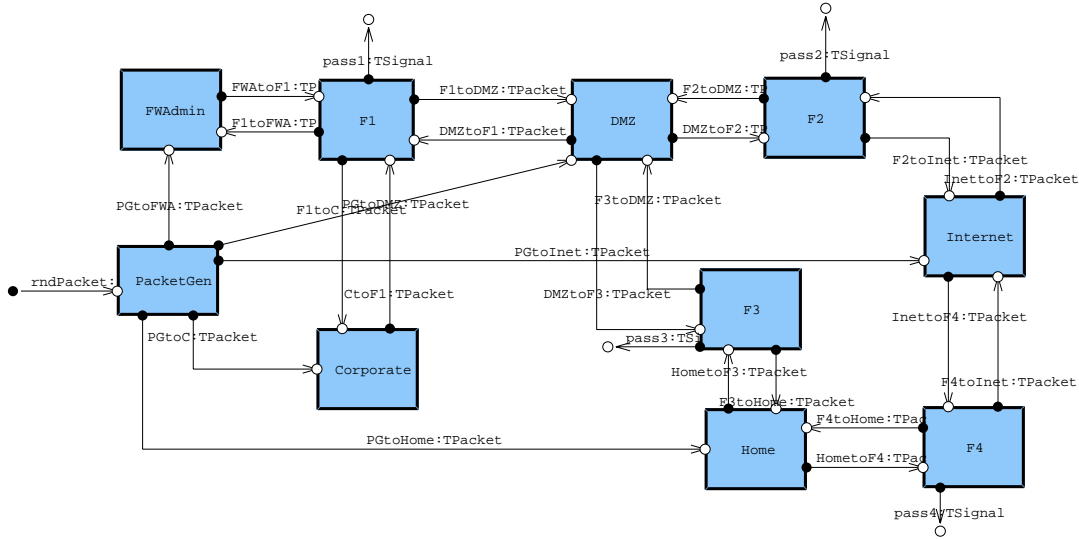 pass2:TSignal
pass1:TSignal
FWAtoF1:TP
F1toDMZ:TPacket
F2toDMZ:TP
FWAdmin
F1
DMZ
F2
F1toFWA:TP
DMZtoF1:TPacket
DMZtoF2:TP
F2toInet:TPacket
InettoF2:TPacket
PGtoFWA:TPacket
F1toC:TPacket
PGtoDMZ:TPacket
F3toDMZ:TPacket
Internet
PGtoInet:TPacket
rndPacket:
PacketGen
CtoF1:TPacket
DMZtoF3:TPacket
F3
InettoF4:TPacket
PGtoC:TPacket
pass3:TSi
Corporate
HometoF3:TPacket
F4toInet:TPacket
F3toHome:TPacket
F4toHome:TPac
PGtoHome:TPacket
Home
F4
HometoF4:TPac
pass4:TSignal